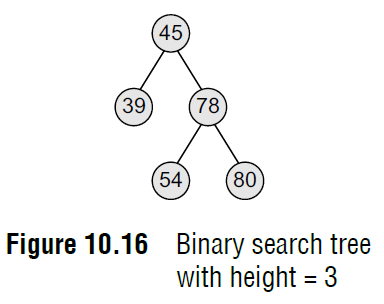 45
39 78
54 80
Figure 10.16 Binary search tree
with height = 3